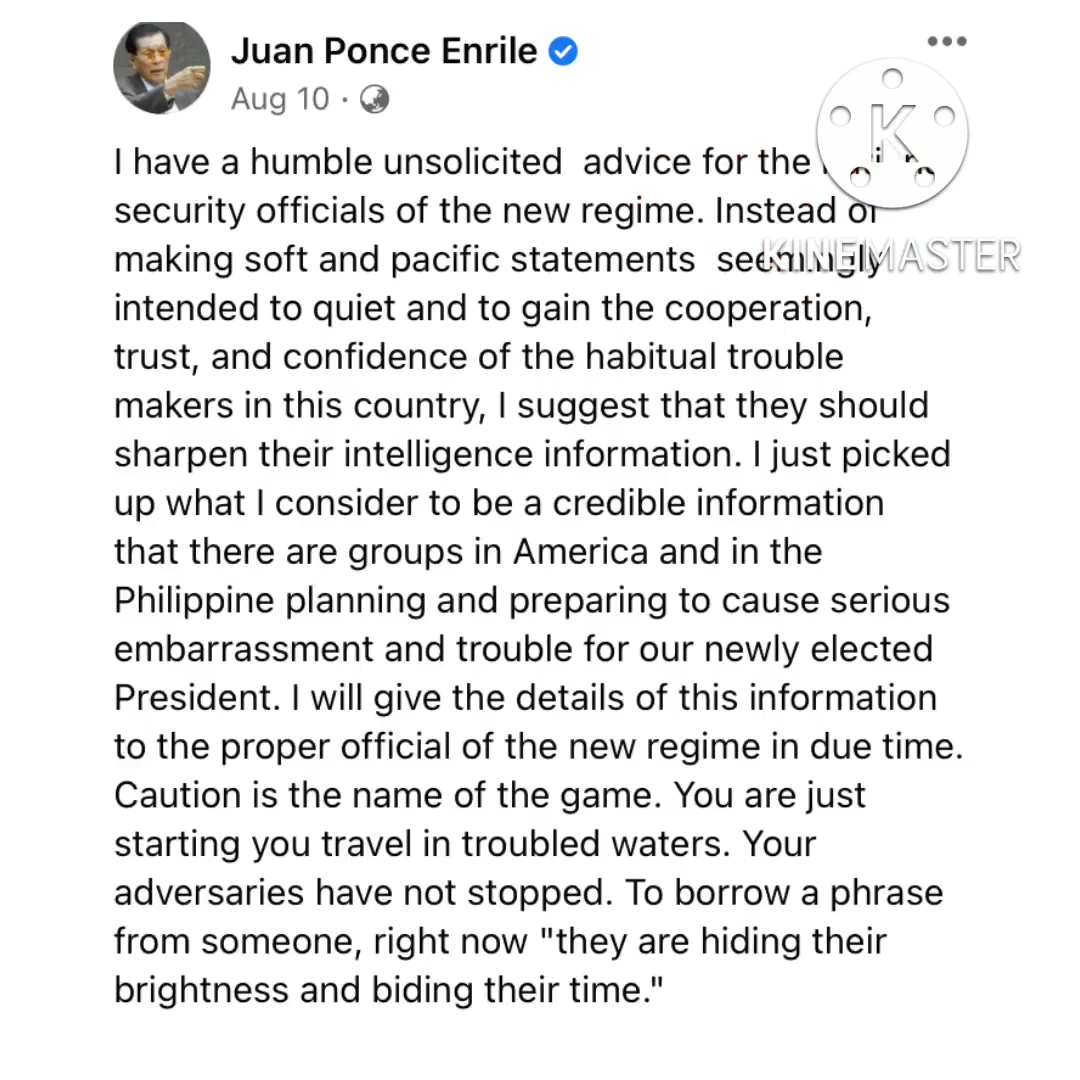 Juan Ponce Enrile
Aug 10 ·
I have a humble unsolicited advice for the
security officials of the new regime. Instead of
making soft and pacific statements seemingly
intended to quiet and to gain the cooperation,
trust, and confidence of the habitual trouble
makers in this country, I suggest that they should
sharpen their intelligence information. I just picked
up what I consider to be a credible information
that there are groups in America and in the
Philippine planning and preparing to cause serious
embarrassment and trouble for our newly elected
President. I will give the details of this information
to the proper official of the new regime in due time.
Caution is the name of the game. You are just
starting you travel in troubled waters. Your
adversaries have not stopped. To borrow a phrase
from someone, right now "they are hiding their
brightness and biding their time."
K
KINEMASTER